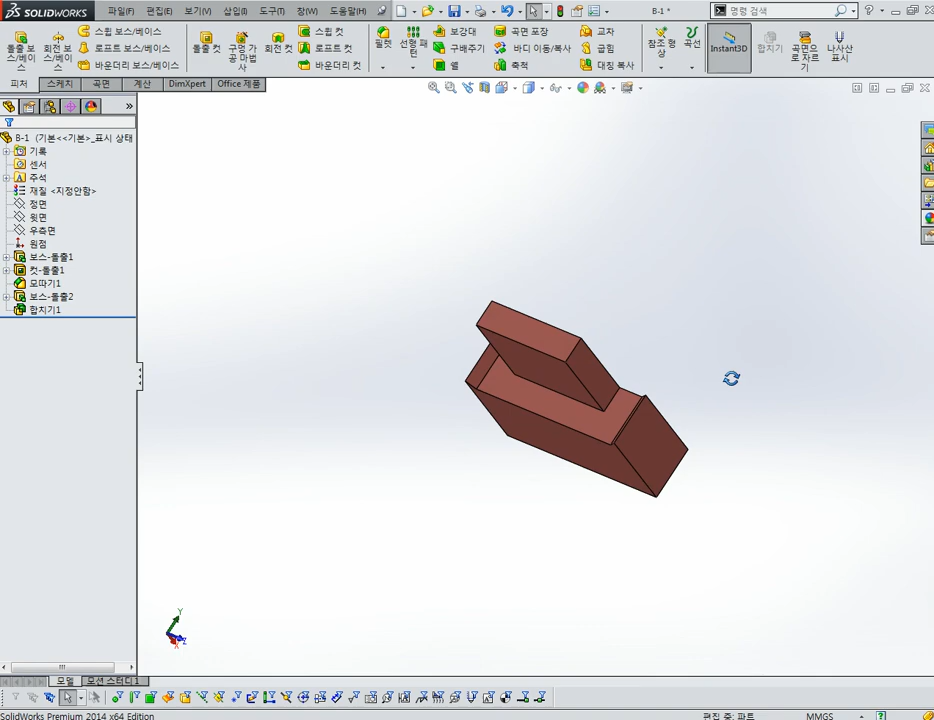 SOLIDWORKS 파일(F) 편집(E) 보기(V) 삽입(I) 도구(T) 창(W) 도움말(H) B-1 * 명령 검색
돌출 보스/베이스 회전 보스/베이스 스윕 보스/베이스 로프트 보스/베이스 바운더리 보스/베이스 돌출 컷 구멍 가공 마법사 회전 컷 스윕 컷 로프트 컷 바운더리 컷 필렛 선형 패턴 보강대 구배주기 쉘 곡면 포장 바디 이동/복사 축척 교차 굽힘 대칭 복사 참조 형상 곡선 Instant3D 합치기 곡면으로 자르기 나사산 표시
피처 스케치 곡면 계산 DimXpert Office 제품
B-1 (기본<<기본>_표시 상태
기록
센서
주석
재질 <지정안함>
정면
윗면
우측면
원점
보스-돌출1
컷-돌출1
모따기1
보스-돌출2
합치기1
Y
Z
X
모델 모션 스터디 1
SolidWorks Premium 2014 x64 Edition 편집 중: 파트 MMGS